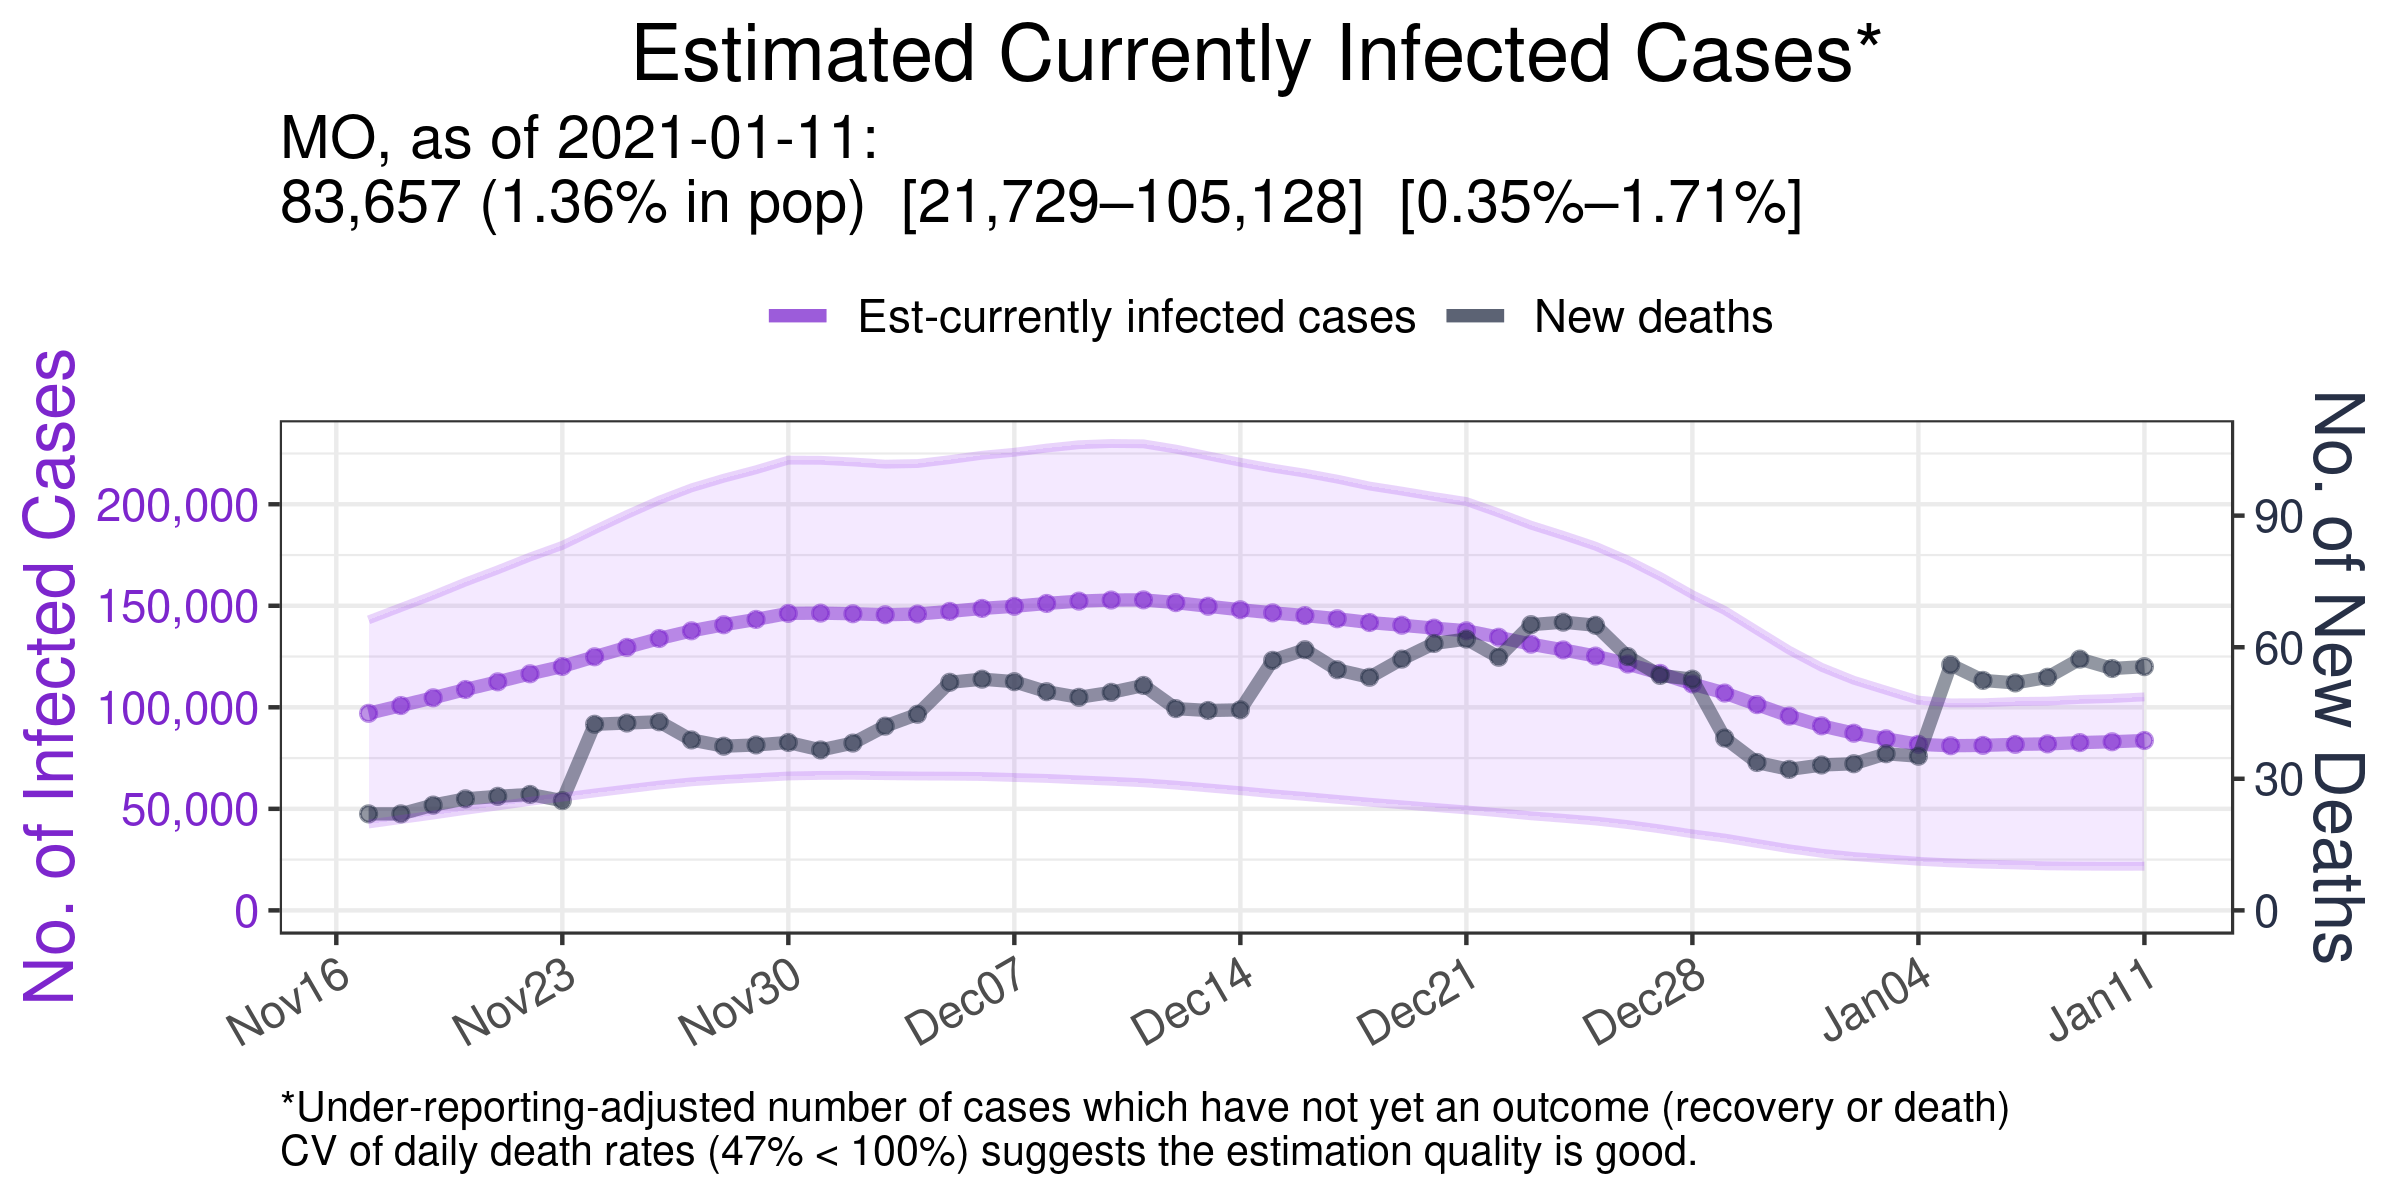 Estimated Currently Infected Cases*
MO, as of 2021-01-11:
83,657 (1.36% in pop)  [21,729–105,128]  [0.35%–1.71%]
Est-currently infected cases
New deaths
No. of Infected Cases
200,000
150,000
100,000
50,000
0
90
60
30
0
No. of New Deaths
Nov16
Nov23
Nov30
Dec07
Dec14
Dec21
Dec28
Jan04
Jan11
*Under-reporting-adjusted number of cases which have not yet an outcome (recovery or death)
CV of daily death rates (47% < 100%) suggests the estimation quality is good.